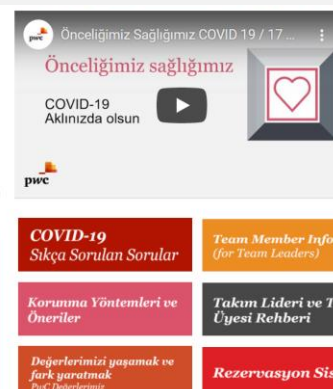 pwc Önceliğimiz Sağlığımız COVID 19 / 17 ...
Önceliğimiz sağlığımız
COVID-19
Aklınızda olsun
pwc
COVID-19
Sıkça Sorulan Sorular
Team Member Info
(for Team Leaders)
Korunma Yöntemleri ve
Öneriler
Takım Lideri ve T
Üyesi Rehberi
Değerlerimizi yaşamak ve
fark yaratmak
PwC Değerlerimiz
Rezervasyon Sis